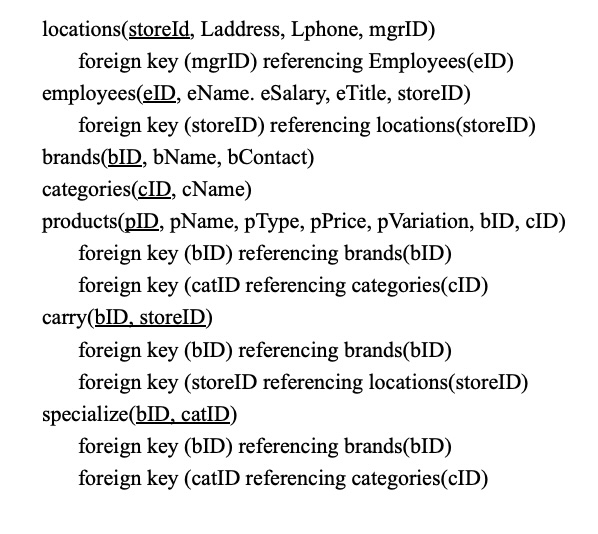 locations(storeId, Laddress, Lphone, mgrID)
foreign key (mgrID) referencing Employees(eID)
employees(eID, eName. eSalary, eTitle, storeID)
foreign key (storeID) referencing locations(storeID)
brands(bID, bName, bContact)
categories(cID, cName)
products(pID, pName, pType, pPrice, pVariation, bID, cID)
foreign key (bID) referencing brands(bID)
foreign key (catID referencing categories(cID)
carry(bID, storeID)
foreign key (bID) referencing brands(bID)
foreign key (storeID referencing locations(storeID)
specialize(bID, catID)
foreign key (bID) referencing brands(bID)
foreign key (catID referencing categories(cID)